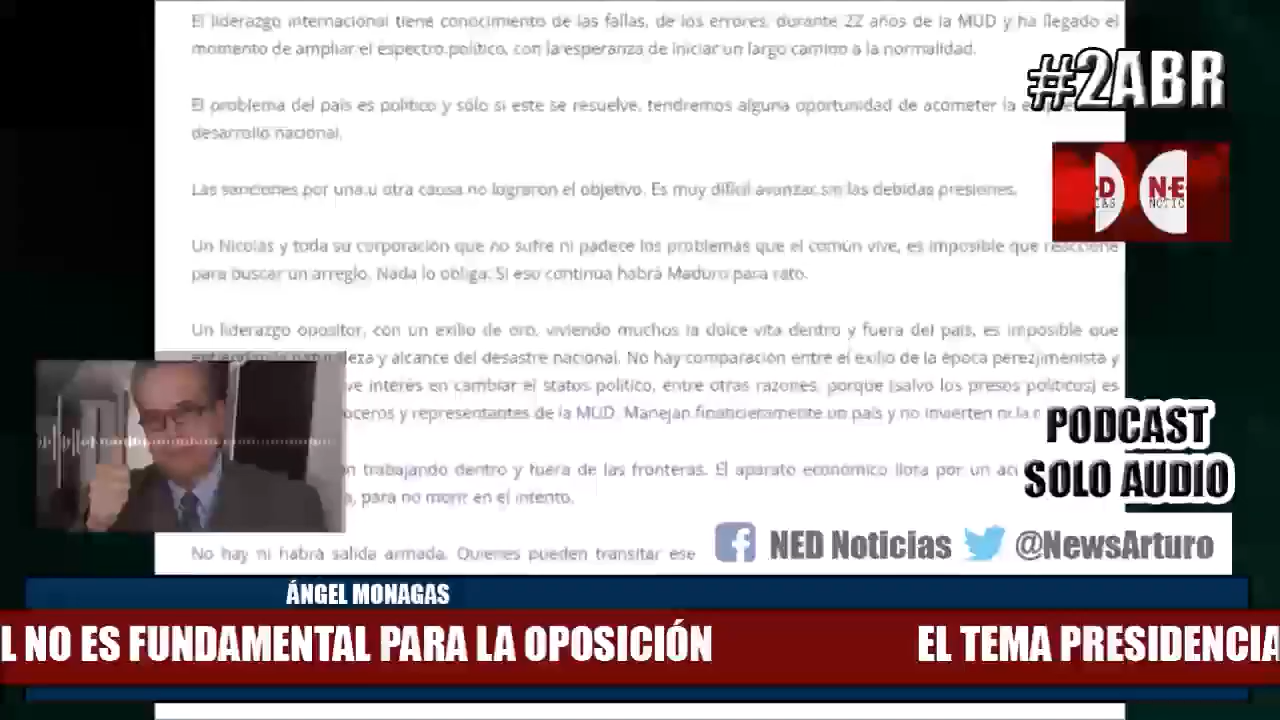 El liderazgo internacional tiene conocimiento de las fallas, de los errores, durante 22 años de la MUD y ha llegado el
momento de ampliar el espectro político, con la esperanza de iniciar un largo camino a la normalidad.
#2ABR
El problema del país es político y sólo si este se resuelve, tendremos alguna oportunidad de acometer la
desarrollo nacional.
Las sanciones por una u otra causa no lograron el objetivo. Es muy difícil avanzar sin las debidas presiones.
D N-E
IAS NOTIC
Un Nicolás y toda su corporación que no sufre ni padece los problemas que el común vive, es imposible que reaccione
para buscar un arreglo. Nada lo obliga. Si eso continua habrá Maduro para rato.
Un liderazgo opositor, con un exilio de oro, viviendo muchos la dolce vita dentro y fuera del país, es imposible que
y alcance del desastre nacional. No hay comparación entre el exilio de la época perezjimenista y
interés en cambiar el status político, entre otras razones, porque (salvo los presos políticos) es
y representantes de la MUD. Manejan financieramente un país y no invierten ni la
PODCAST
SOLO AUDIO
trabajando dentro y fuera de las fronteras. El aparato económico llora por un
para no morir en el intento.
No hay ni habrá salida armada. Quienes pueden transitar ese
NED Noticias @NewsArturo
ÁNGEL MONAGAS
L NO ES FUNDAMENTAL PARA LA OPOSICIÓN EL TEMA PRESIDENCIA